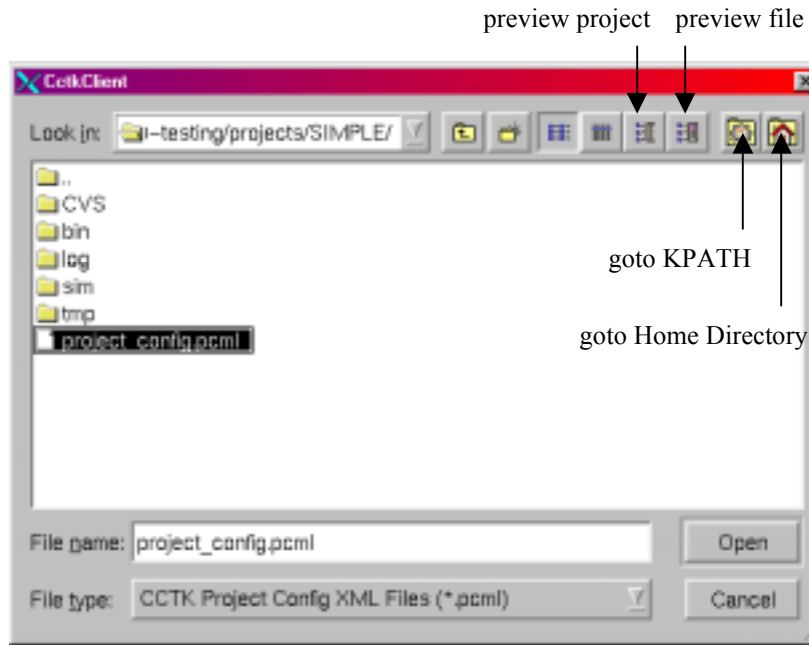 preview project preview file
CctkClient
Look in: -testing/projects/SIMPLE/
..
CVS
bin
log
sim
tmp
project_config.pcml
goto KPATH
goto Home Directory
File name: project_config.pcml Open
File type: CCTK Project Config XML Files (*.pcml) Cancel